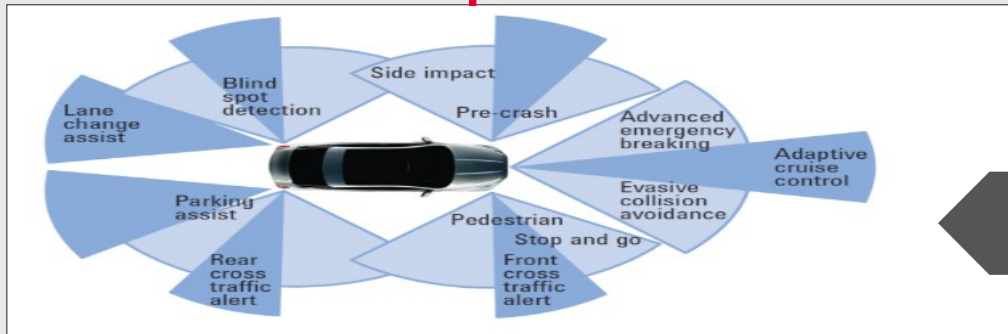 Lane
change
assist
Blind
spot
detection
Side impact
Pre-crash
Advanced
emergency
breaking
Adaptive
cruise
control
Evasive
collision
avoidance
Parking
assist
Rear
cross
traffic
alert
Pedestrian
Stop and go
Front
cross
traffic
alert